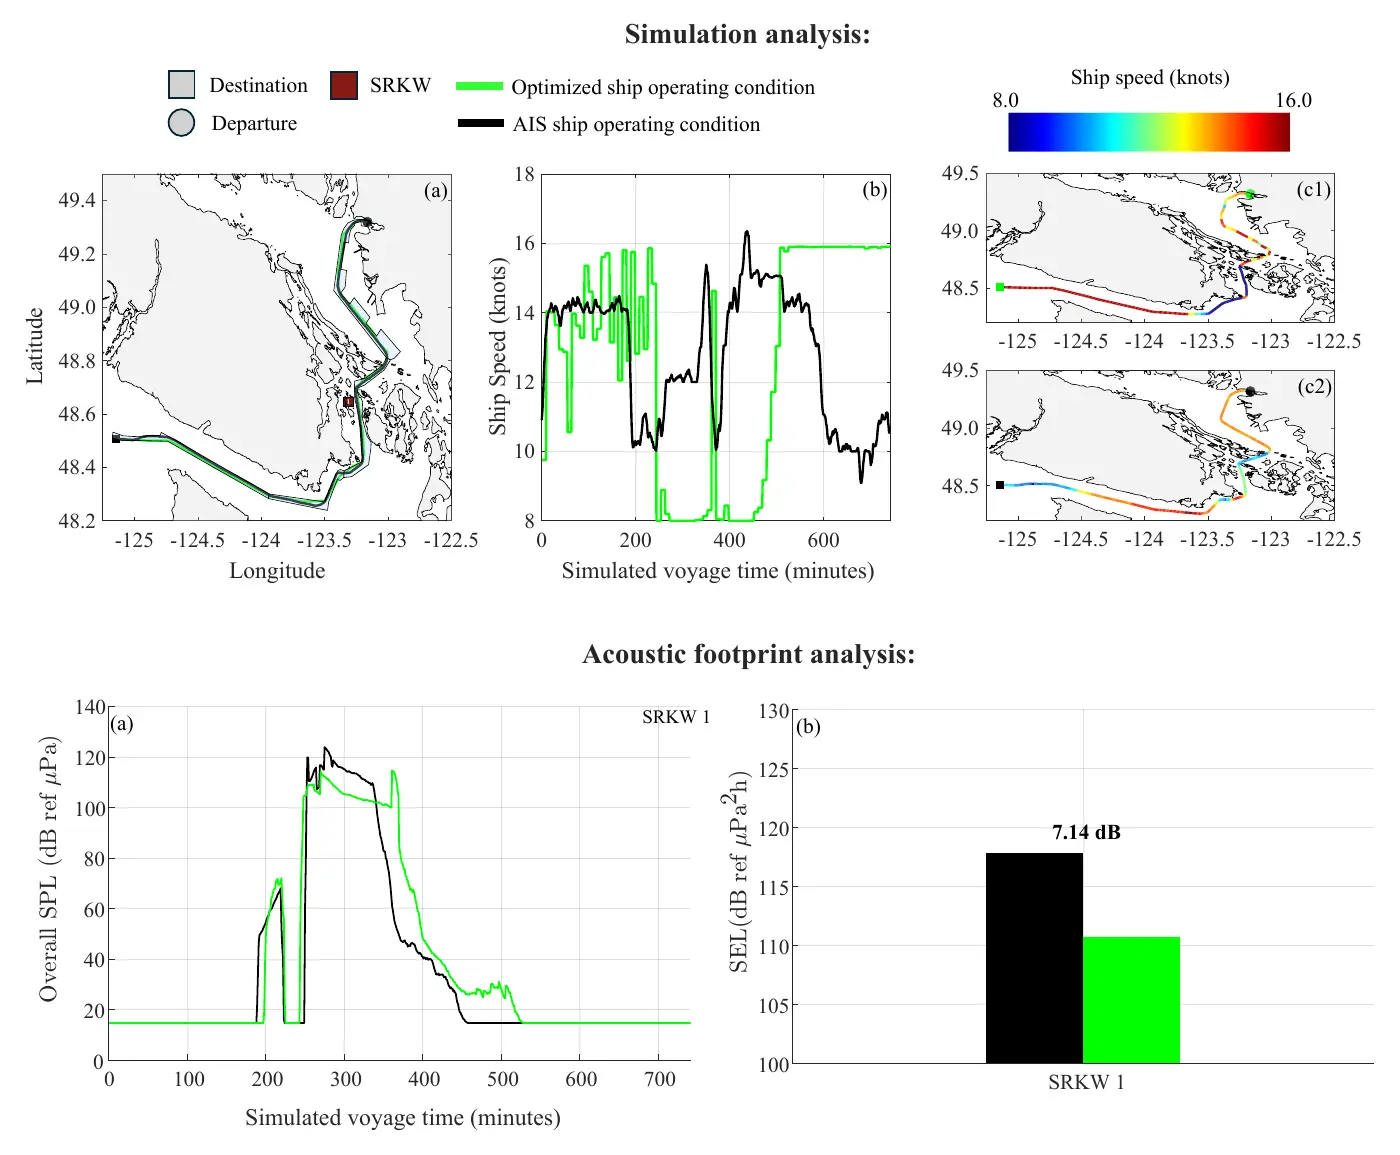 Simulation analysis:
Destination
SRKW
Optimized ship operating condition
Departure
AIS ship operating condition
Ship speed (knots)
8.0
16.0
(a)
49.4
49.2
49.0
48.8
48.6
48.4
48.2
-125
-124.5
-124
-123.5
-123
-122.5
Latitude
Longitude
(b)
18
16
14
12
10
8
0
200
400
600
Ship Speed (knots)
Simulated voyage time (minutes)
(c1)
49.5
49.0
48.5
-125
-124.5
-124
-123.5
-123
-122.5
(c2)
49.5
49.0
48.5
-125
-124.5
-124
-123.5
-123
-122.5
Acoustic footprint analysis:
(a)
SRKW 1
140
120
100
80
60
40
20
0
0
100
200
300
400
500
600
700
Overall SPL (dB ref μPa)
Simulated voyage time (minutes)
(b)
130
125
120
115
110
105
100
7.14 dB
SEL(dB ref μPa²h)
SRKW 1